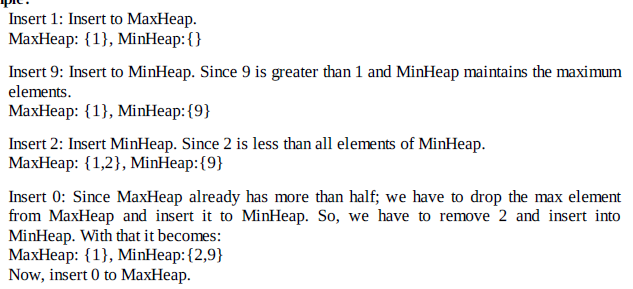 Insert 1: Insert to MaxHeap.
MaxHeap: {1}, MinHeap:{}
Insert 9: Insert to MinHeap. Since 9 is greater than 1 and MinHeap maintains the maximum
elements.
MaxHeap: {1}, MinHeap:{9}
Insert 2: Insert MinHeap. Since 2 is less than all elements of MinHeap.
MaxHeap: {1,2}, MinHeap:{9}
Insert 0: Since MaxHeap already has more than half; we have to drop the max element
from MaxHeap and insert it to MinHeap. So, we have to remove 2 and insert into
MinHeap. With that it becomes:
MaxHeap: {1}, MinHeap:{2,9}
Now, insert 0 to MaxHeap.